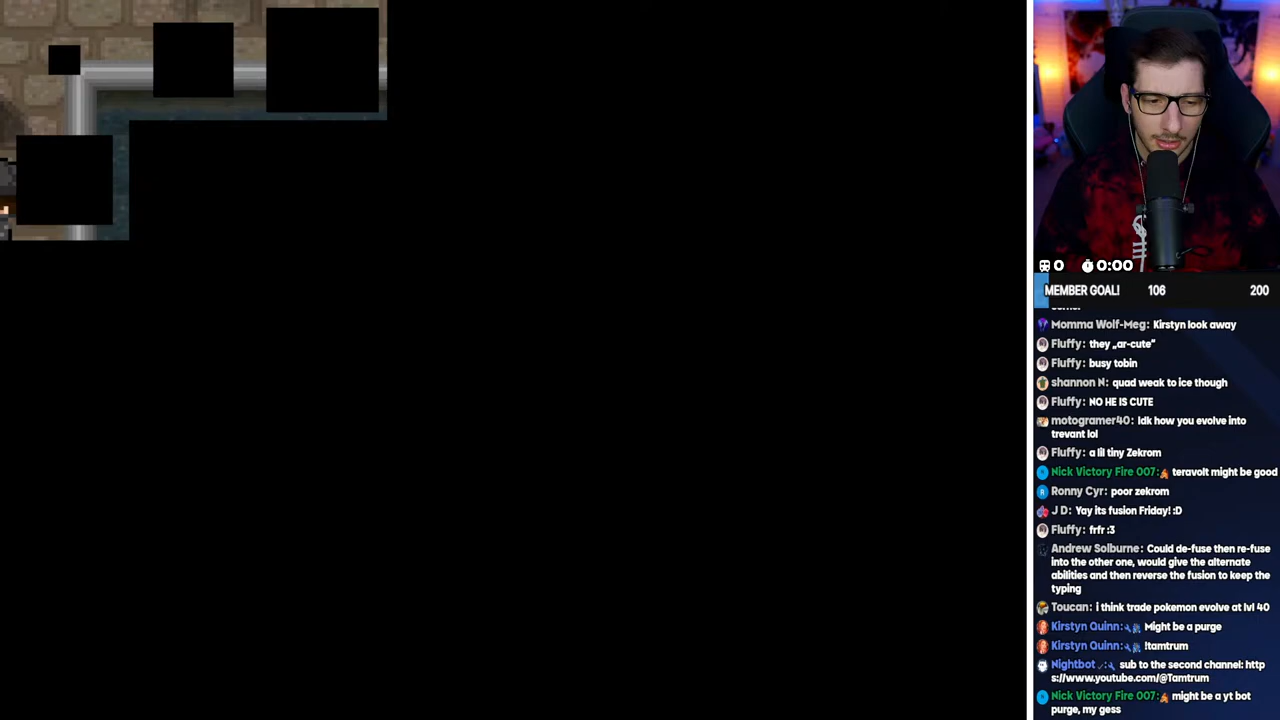 0 0:00
MEMBER GOAL! 106 200
Momma Wolf-Meg: Kirstyn look away
Fluffy: they „ar-cute"
Fluffy: busy tobin
shannon N: quad weak to ice though
Fluffy: NO HE IS CUTE
motogramer40: Idk how you evolve into
trevant lol
Fluffy: a lil tiny Zekrom
Nick Victory Fire 007: teravolt might be good
Ronny Cyr: poor zekrom
J D: Yay its fusion Friday! :D
Fluffy: frfr :3
Andrew Solburne: Could de-fuse then re-fuse
into the other one, would give the alternate
abilities and then reverse the fusion to keep the
typing
Toucan: i think trade pokemon evolve at lvl 40
Kirstyn Quinn: Might be a purge
Kirstyn Quinn: !tamtrum
Nightbot: sub to the second channel: http
s://www.youtube.com/@Tamtrum
Nick Victory Fire 007: might be a yt bot
purge, my gess